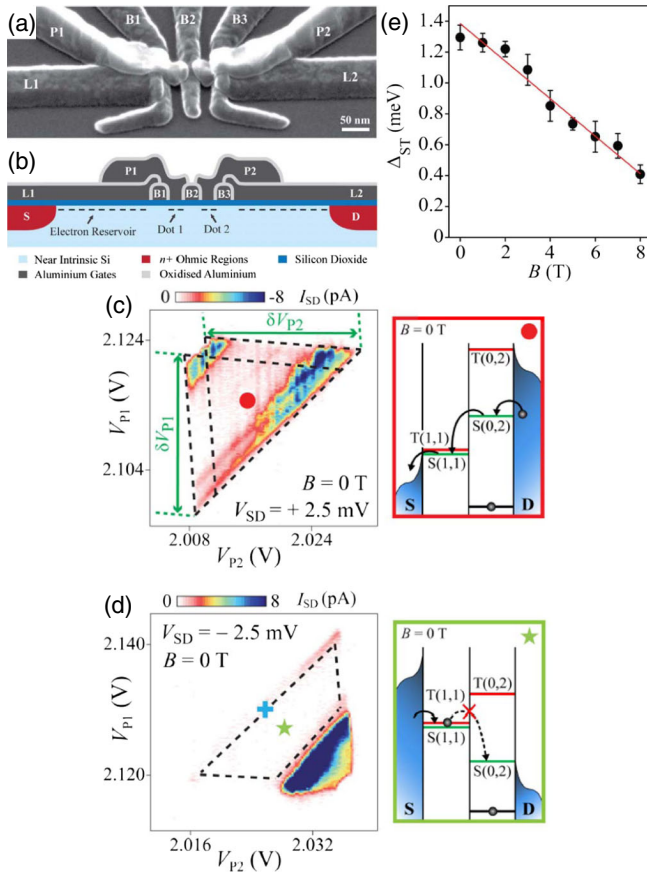 (a)
P1
B1
B2
B3
P2
L1
L2
50 nm
(b)
P1
P2
L1
B1
B2
B3
L2
S
D
Electron Reservoir
Dot 1
Dot 2
Near Intrinsic Si
n+ Ohmic Regions
Silicon Dioxide
Aluminium Gates
Oxidised Aluminium
(e)
ΔST (meV)
1.4
1.2
1.0
0.8
0.6
0.4
0
0 2 4 6 8
B (T)
(c)
0 -8 ISD (pA)
δVP2
δVP1
2.124
2.104
VP1 (V)
B = 0 T
VSD = + 2.5 mV
2.008 2.024
VP2 (V)
B = 0 T
T(0,2)
S(0,2)
T(1,1)
S(1,1)
S
D
(d)
0 8 ISD (pA)
VSD = − 2.5 mV
B = 0 T
2.140
2.120
VP1 (V)
2.016 2.032
VP2 (V)
B = 0 T
T(1,1)
T(0,2)
S(1,1)
S(0,2)
S
D